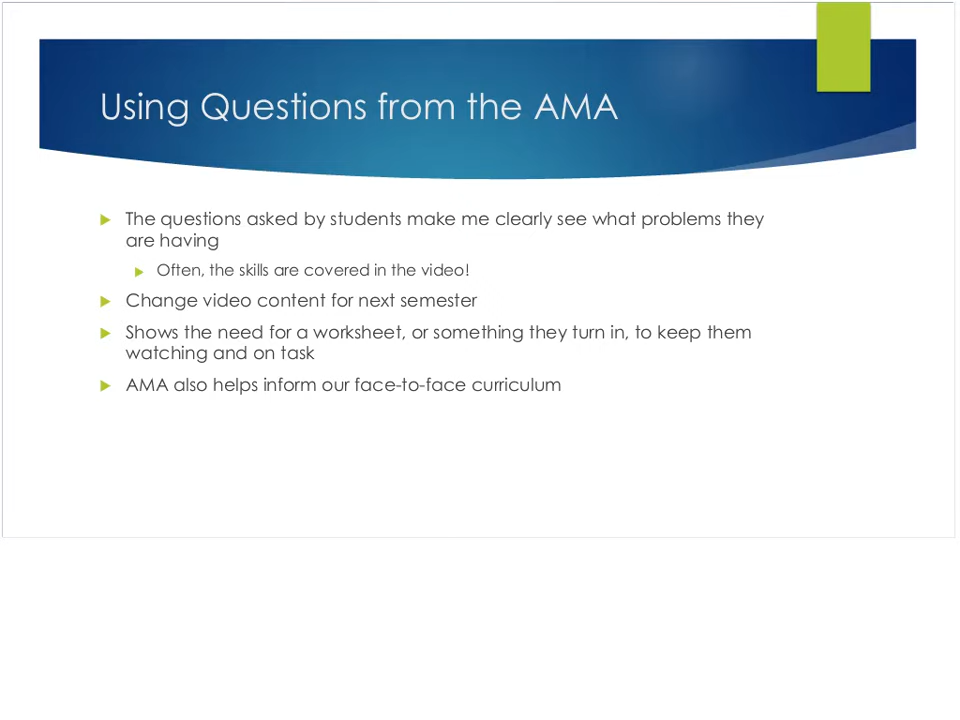 Using Questions from the AMA
The questions asked by students make me clearly see what problems they
are having
Often, the skills are covered in the video!
Change video content for next semester
Shows the need for a worksheet, or something they turn in, to keep them
watching and on task
AMA also helps inform our face-to-face curriculum